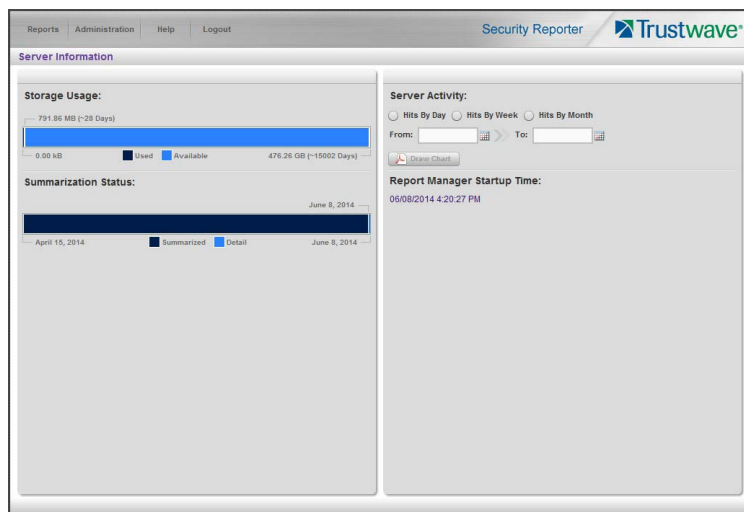 Reports Administration Help Logout
Security Reporter
Trustwave®
Server Information
Storage Usage:
791.86 MB (~28 Days)
0.00 kB Used Available 476.26 GB (~15002 Days)
Summarization Status:
June 8, 2014
April 15, 2014 Summarized Detail June 8, 2014
Server Activity:
Hits By Day Hits By Week Hits By Month
From: To:
Draw Chart
Report Manager Startup Time:
06/08/2014 4:20:27 PM